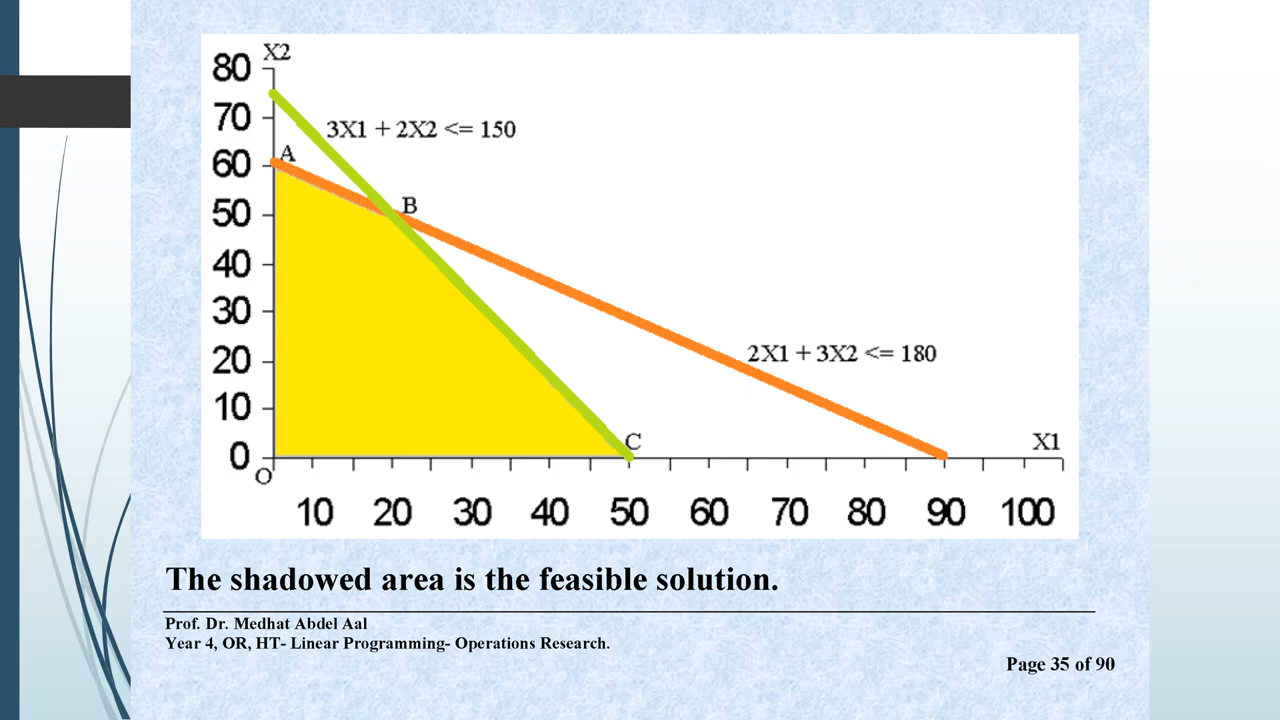 X2
80
70
60
50
40
30
20
10
0
3X1 + 2X2 <= 150
A
B
2X1 + 3X2 <= 180
C
X1
O
10 20 30 40 50 60 70 80 90 100
The shadowed area is the feasible solution.
Prof. Dr. Medhat Abdel Aal
Year 4, OR, HT- Linear Programming- Operations Research.
Page 35 of 90